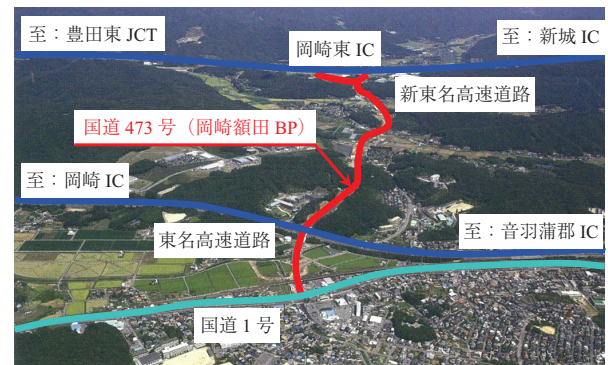 至：豊田東 JCT
岡崎東 IC
至：新城 IC
新東名高速道路
国道 473 号（岡崎額田 BP）
至：岡崎 IC
東名高速道路
至：音羽蒲郡 IC
国道 1 号